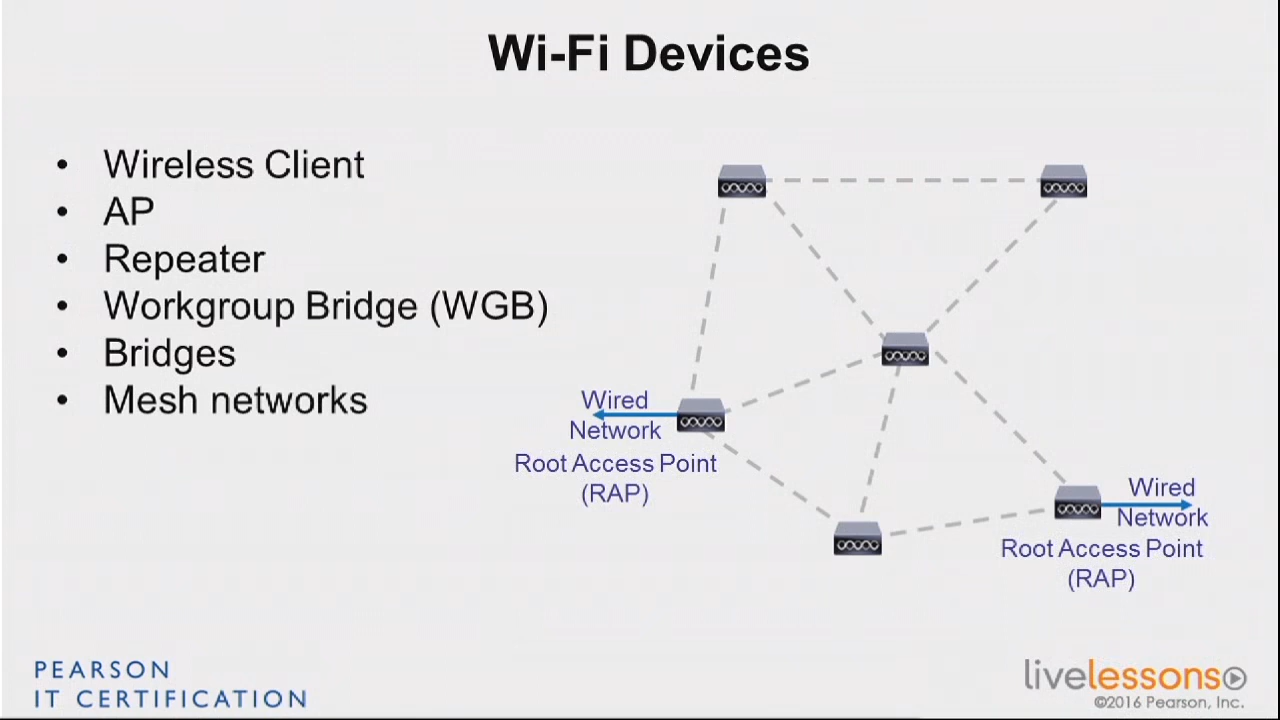 Wi-Fi Devices
• Wireless Client
• AP
• Repeater
• Workgroup Bridge (WGB)
• Bridges
• Mesh networks
Wired
Network
Root Access Point
(RAP)
Wired
Network
Root Access Point
(RAP)
PEARSON
IT CERTIFICATION
livelessons
©2016 Pearson, Inc.